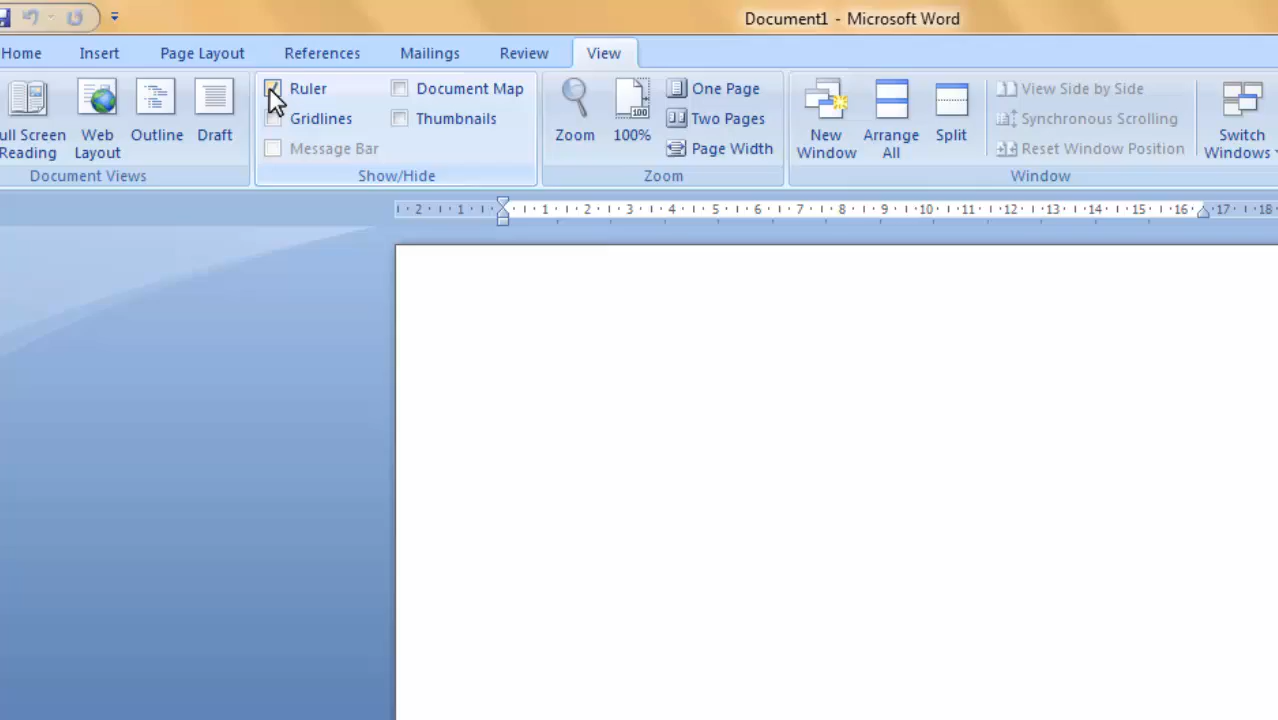 Document1 - Microsoft Word
Home Insert Page Layout References Mailings Review View
Ruler Document Map One Page View Side by Side
Gridlines Thumbnails Two Pages Synchronous Scrolling
ull Screen Web Outline Draft Zoom 100% New Arrange Split Switch
Reading Layout Message Bar Page Width Window All Reset Window Position Windows
Document Views Show/Hide Zoom Window
2 1 1 2 3 4 5 6 7 8 9 10 11 12 13 14 15 16 17 18
100